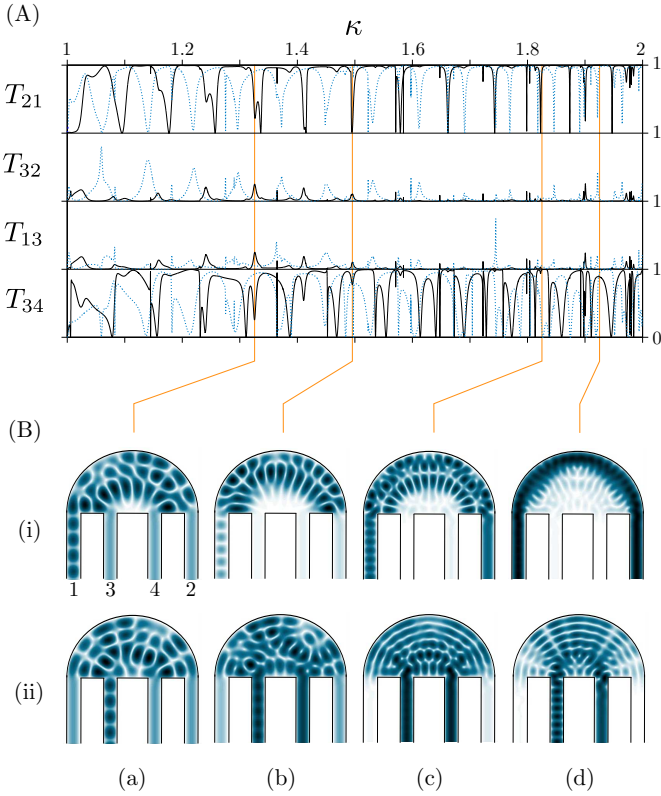 (A)
κ
1 1.2 1.4 1.6 1.8 2
T21 1
1
T32
1
T13
1
T34
0
(B)
(i)
1 3 4 2
(ii)
(a) (b) (c) (d)